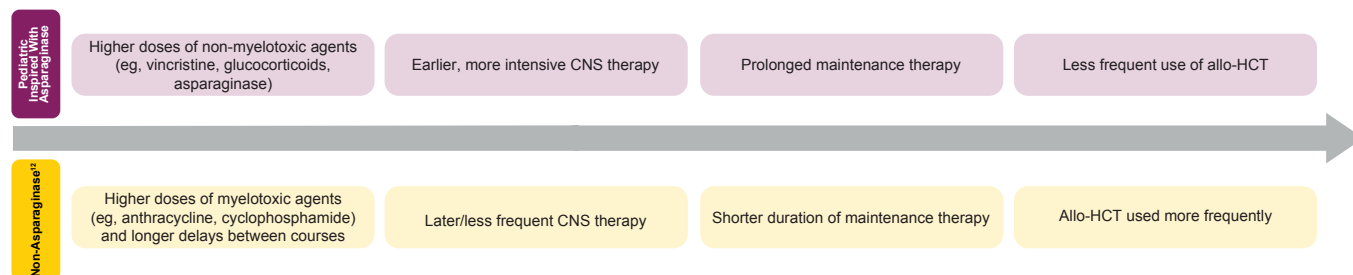 Pediatric
Inspired With
Asparaginase
Higher doses of non-myelotoxic agents
(eg, vincristine, glucocorticoids,
asparaginase)
Earlier, more intensive CNS therapy
Prolonged maintenance therapy
Less frequent use of allo-HCT
Non-Asparaginase¹²
Higher doses of myelotoxic agents
(eg, anthracycline, cyclophosphamide)
and longer delays between courses
Later/less frequent CNS therapy
Shorter duration of maintenance therapy
Allo-HCT used more frequently